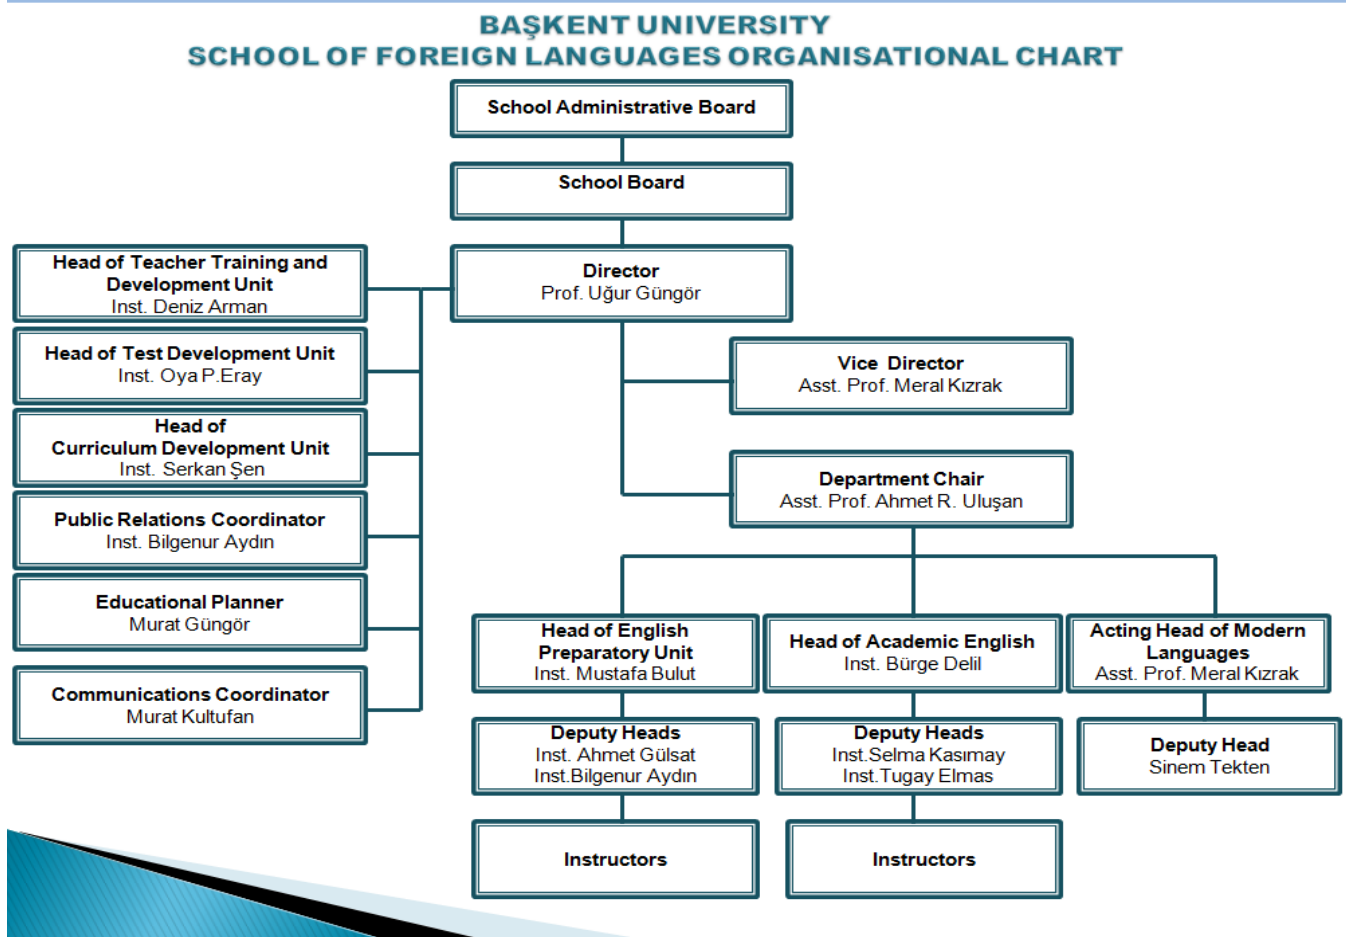 BAŞKENT UNIVERSITY
SCHOOL OF FOREIGN LANGUAGES ORGANISATIONAL CHART
School Administrative Board
School Board
Director
Prof. Uğur Güngör
Head of Teacher Training and
Development Unit
Inst. Deniz Arman
Head of Test Development Unit
Inst. Oya P.Eray
Head of
Curriculum Development Unit
Inst. Serkan Şen
Public Relations Coordinator
Inst. Bilgenur Aydın
Educational Planner
Murat Güngör
Communications Coordinator
Murat Kultufan
Vice Director
Asst. Prof. Meral Kızrak
Department Chair
Asst. Prof. Ahmet R. Uluşan
Head of English
Preparatory Unit
Inst. Mustafa Bulut
Deputy Heads
Inst. Ahmet Gülsat
Inst.Bilgenur Aydın
Instructors
Head of Academic English
Inst. Bürge Delil
Deputy Heads
Inst.Selma Kasımay
Inst.Tugay Elmas
Instructors
Acting Head of Modern
Languages
Asst. Prof. Meral Kızrak
Deputy Head
Sinem Tekten